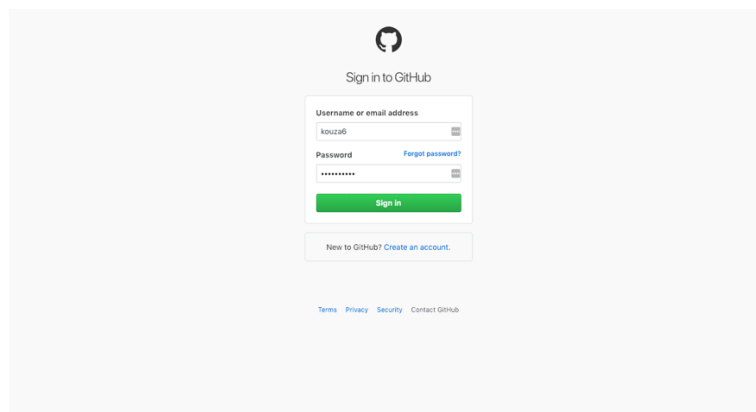 Sign in to GitHub
Username or email address
kouza6
Password Forgot password?
••••••••••
Sign in
New to GitHub? Create an account.
Terms Privacy Security Contact GitHub